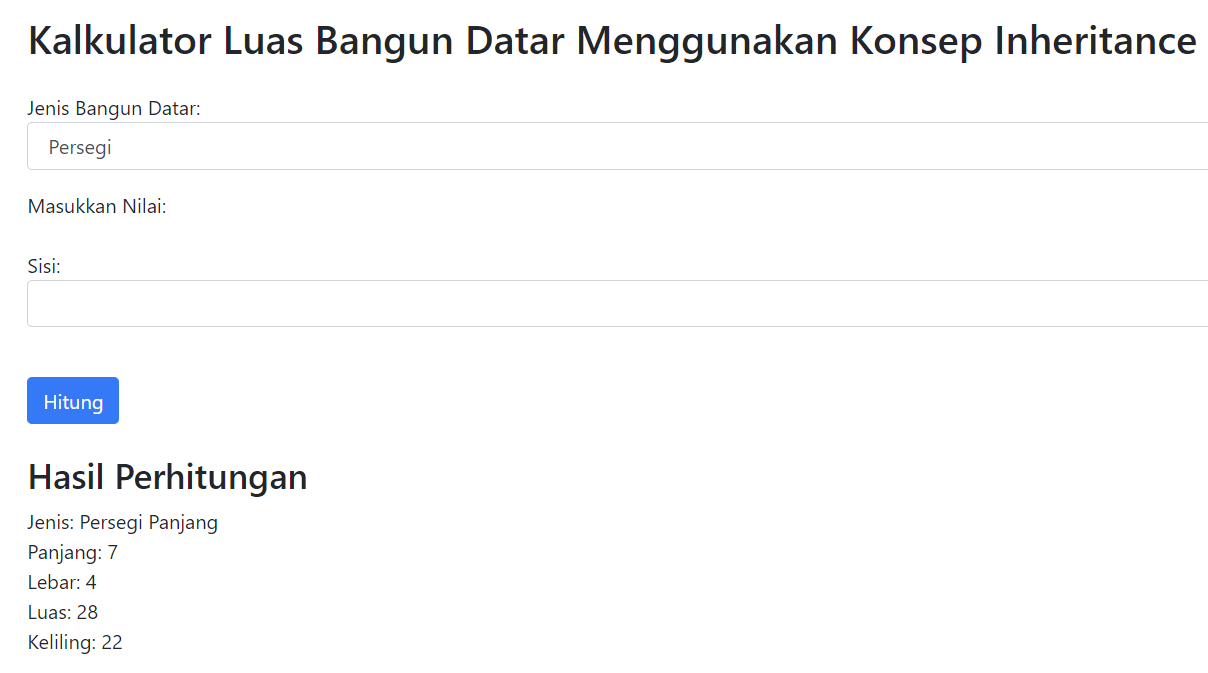 Kalkulator Luas Bangun Datar Menggunakan Konsep Inheritance
Jenis Bangun Datar:
Persegi
Masukkan Nilai:
Sisi:
Hitung
Hasil Perhitungan
Jenis: Persegi Panjang
Panjang: 7
Lebar: 4
Luas: 28
Keliling: 22